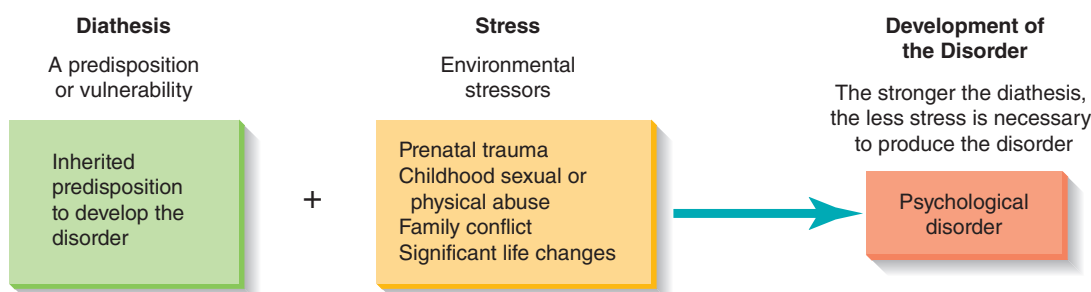 Diathesis
A predisposition
or vulnerability
Inherited
predisposition
to develop the
disorder
+
Stress
Environmental
stressors
Prenatal trauma
Childhood sexual or
physical abuse
Family conflict
Significant life changes
Development of
the Disorder
The stronger the diathesis,
the less stress is necessary
to produce the disorder
Psychological
disorder